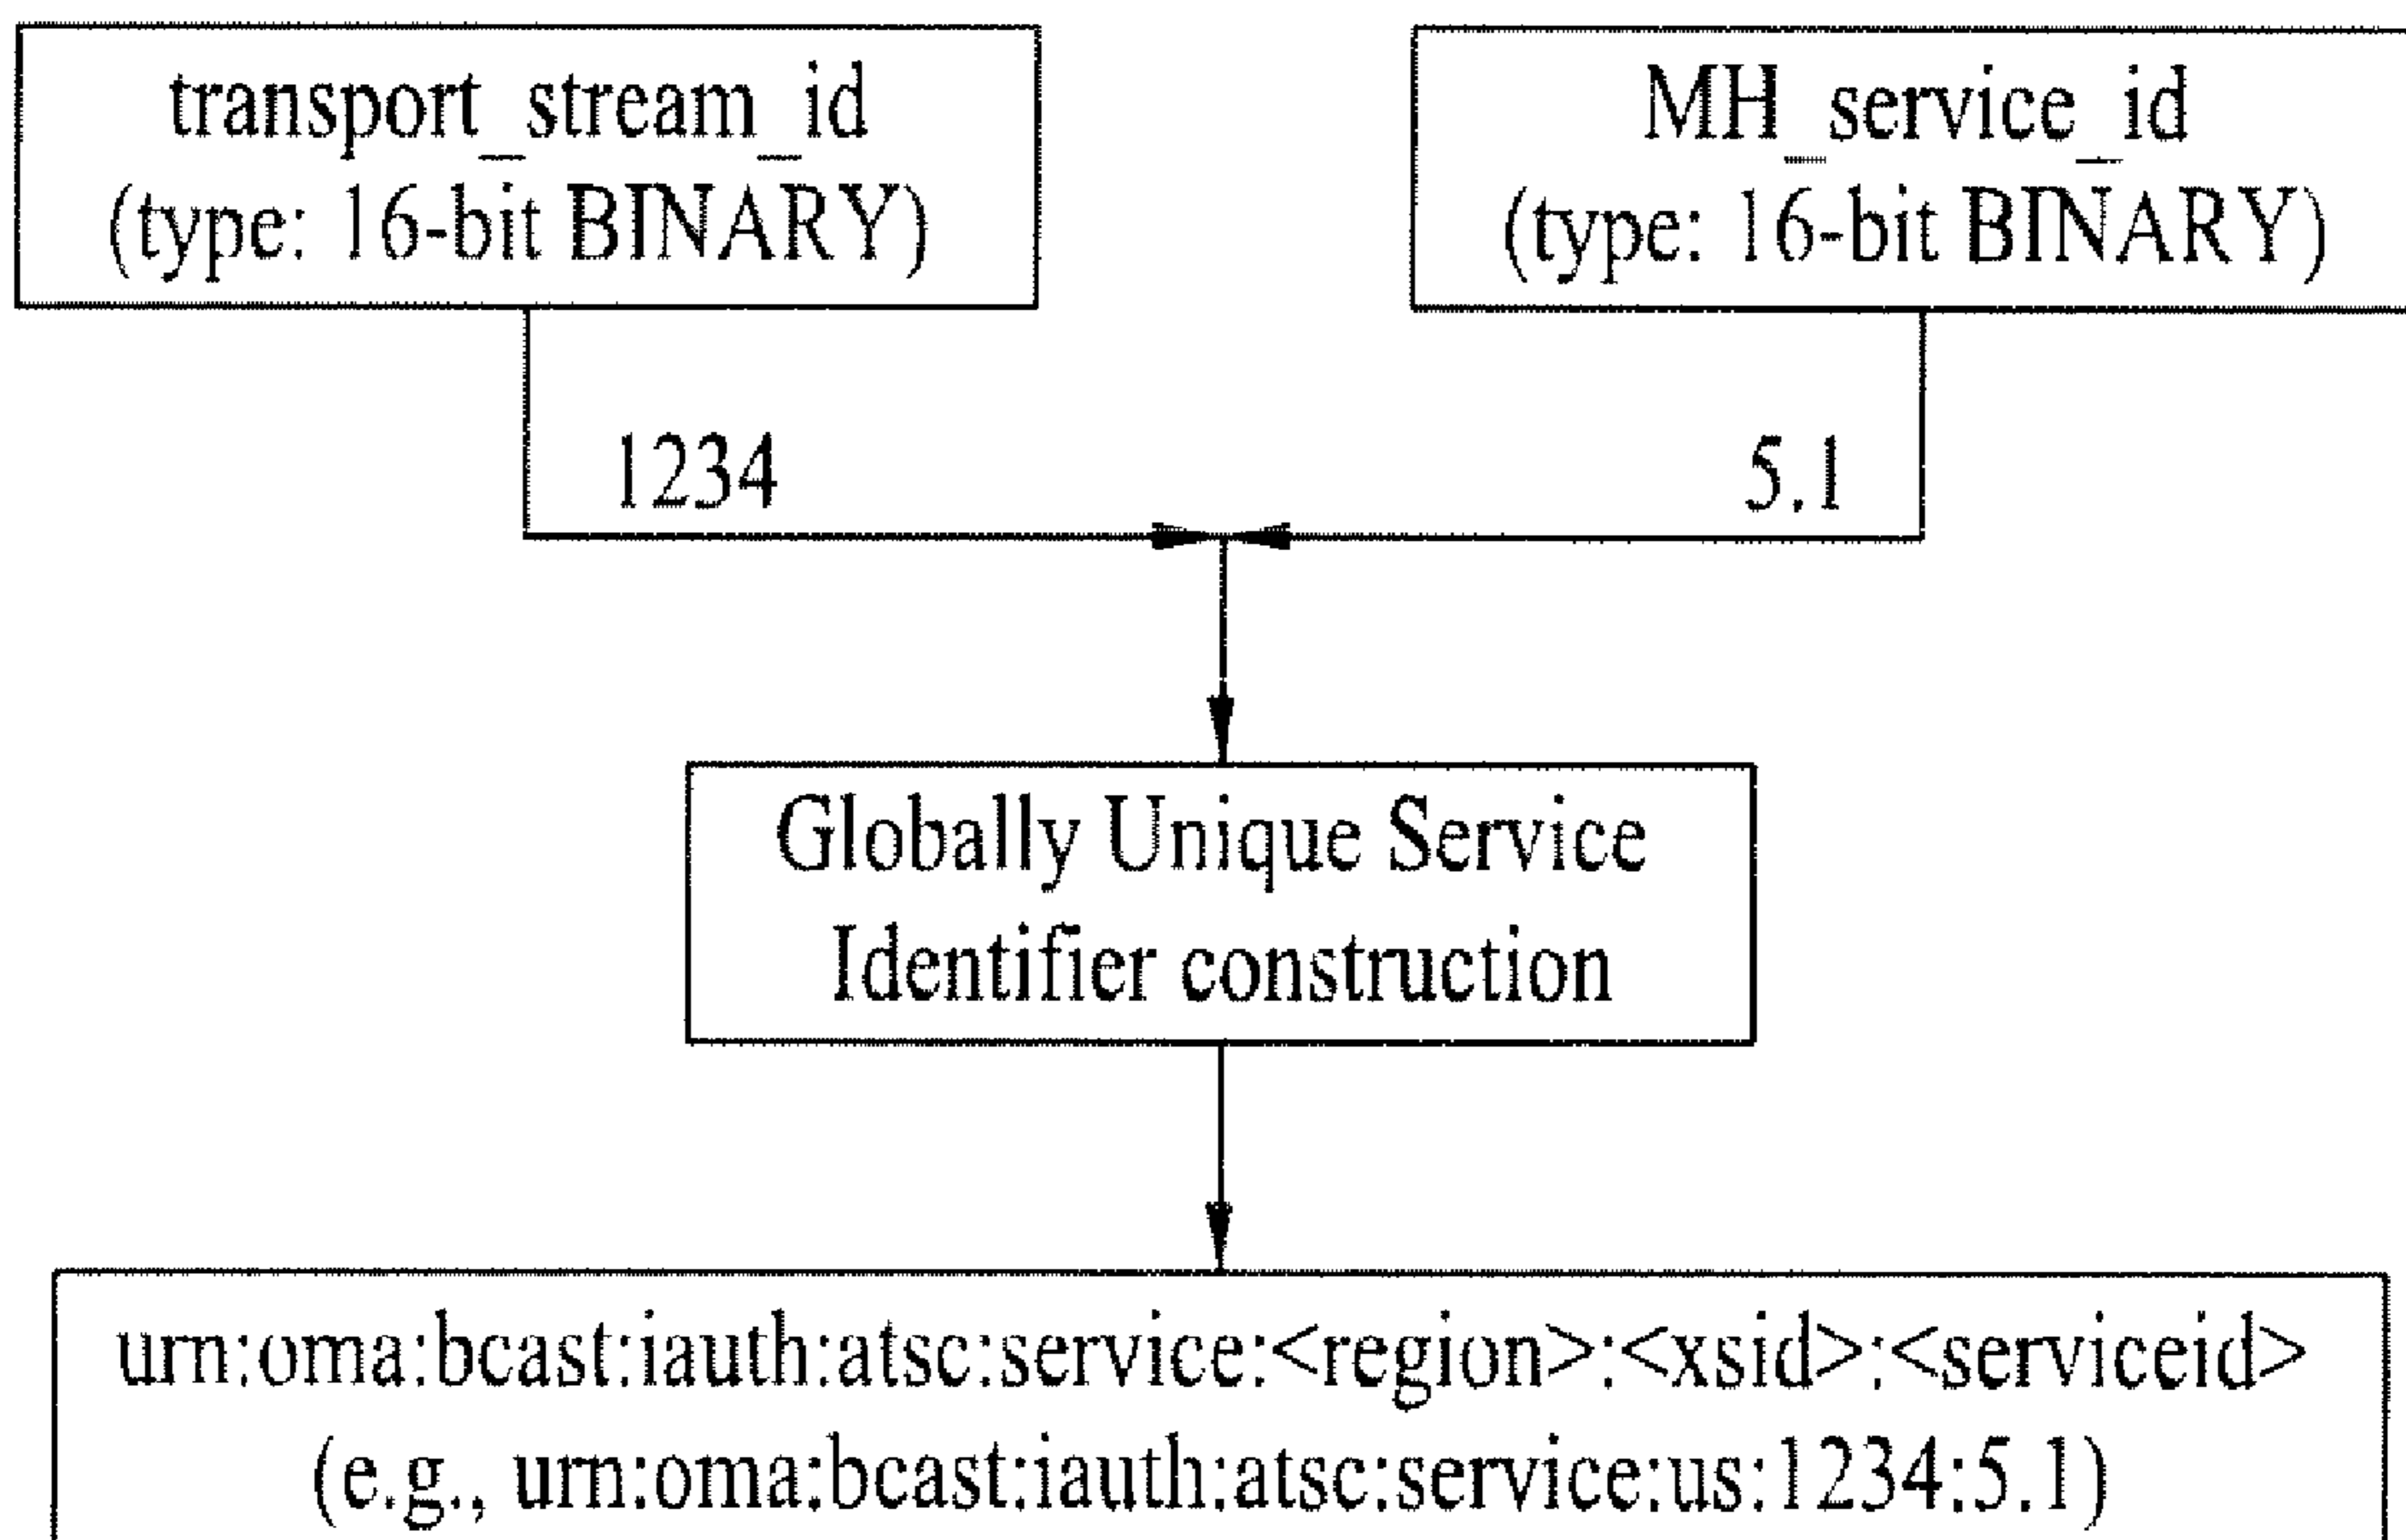 transport_stream_id
(type: 16-bit BINARY)
MH_service_id
(type: 16-bit BINARY)
1234
5.1
Globally Unique Service
Identifier construction
urn:oma:bcast:iauth:atsc:service:<region>:<xsid>:<serviceid>
(e.g., urn:oma:bcast:iauth:atsc:service:us:1234:5.1)